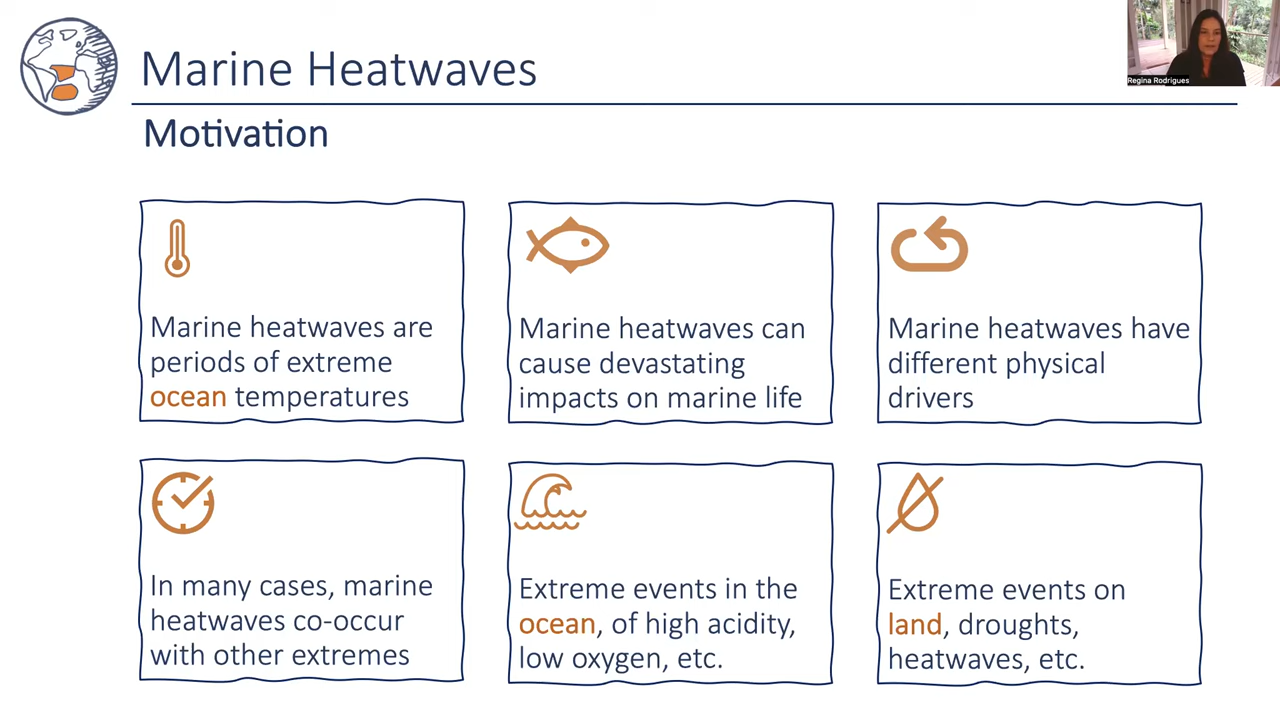 Marine Heatwaves
Regina Rodrigues
Motivation
Marine heatwaves are
periods of extreme
ocean temperatures
Marine heatwaves can
cause devastating
impacts on marine life
Marine heatwaves have
different physical
drivers
In many cases, marine
heatwaves co-occur
with other extremes
Extreme events in the
ocean, of high acidity,
low oxygen, etc.
Extreme events on
land, droughts,
heatwaves, etc.